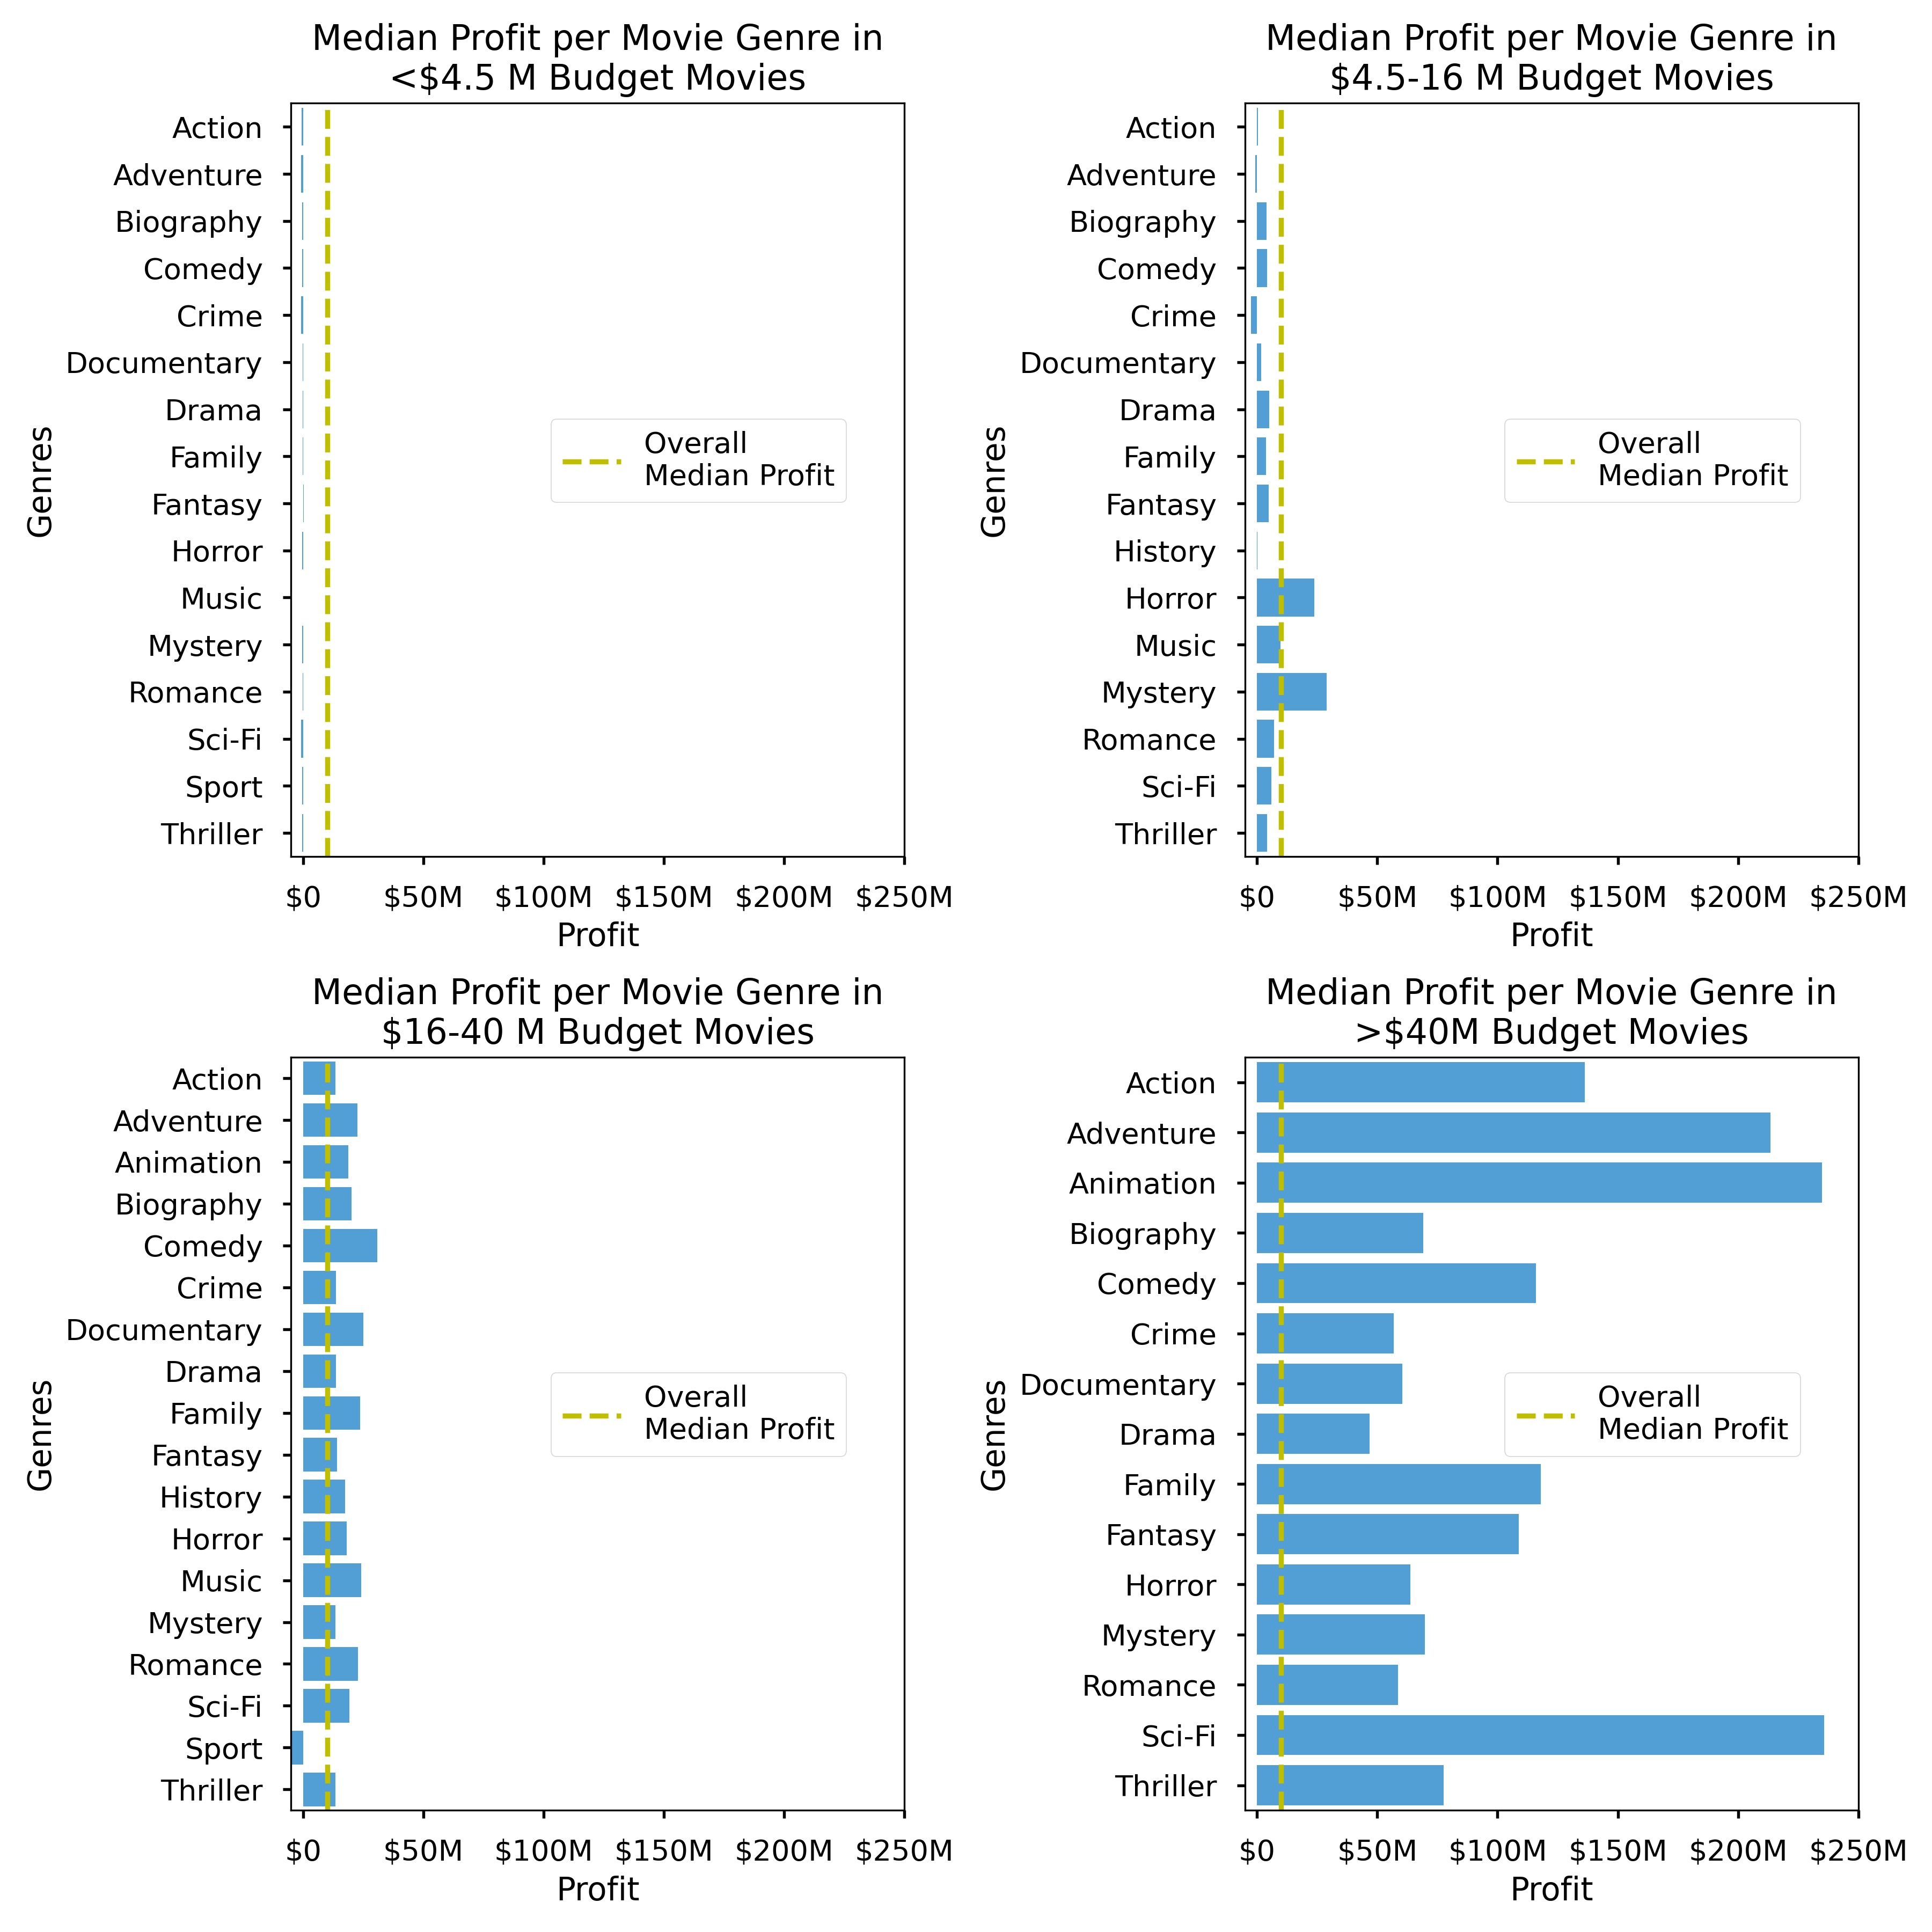 Median Profit per Movie Genre in
<$4.5 M Budget Movies
Genres
Action
Adventure
Biography
Comedy
Crime
Documentary
Drama
Family
Fantasy
Horror
Music
Mystery
Romance
Sci-Fi
Sport
Thriller
Overall
Median Profit
$0 $50M $100M $150M $200M $250M
Profit
Median Profit per Movie Genre in
$4.5-16 M Budget Movies
Genres
Action
Adventure
Biography
Comedy
Crime
Documentary
Drama
Family
Fantasy
History
Horror
Music
Mystery
Romance
Sci-Fi
Thriller
Overall
Median Profit
$0 $50M $100M $150M $200M $250M
Profit
Median Profit per Movie Genre in
$16-40 M Budget Movies
Genres
Action
Adventure
Animation
Biography
Comedy
Crime
Documentary
Drama
Family
Fantasy
History
Horror
Music
Mystery
Romance
Sci-Fi
Sport
Thriller
Overall
Median Profit
$0 $50M $100M $150M $200M $250M
Profit
Median Profit per Movie Genre in
>$40M Budget Movies
Genres
Action
Adventure
Animation
Biography
Comedy
Crime
Documentary
Drama
Family
Fantasy
Horror
Mystery
Romance
Sci-Fi
Thriller
Overall
Median Profit
$0 $50M $100M $150M $200M $250M
Profit